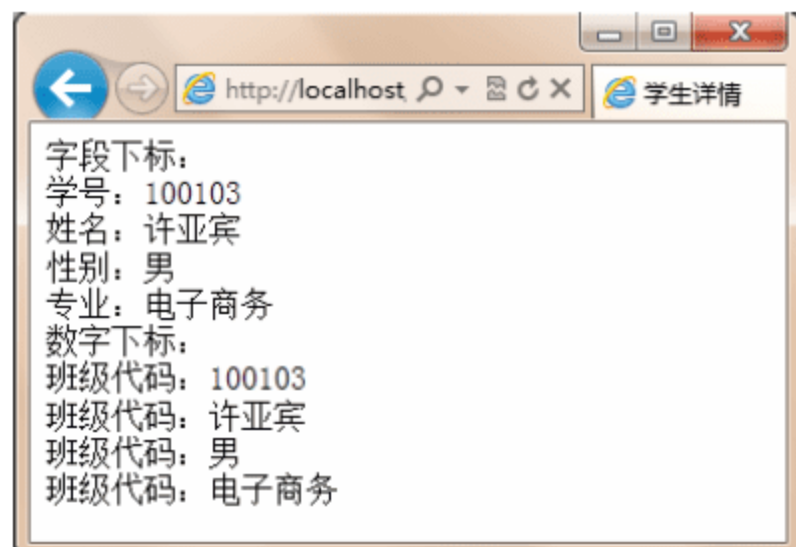 http://localhost
学生详情
字段下标：
学号：100103
姓名：许亚宾
性别：男
专业：电子商务
数字下标：
班级代码：100103
班级代码：许亚宾
班级代码：男
班级代码：电子商务